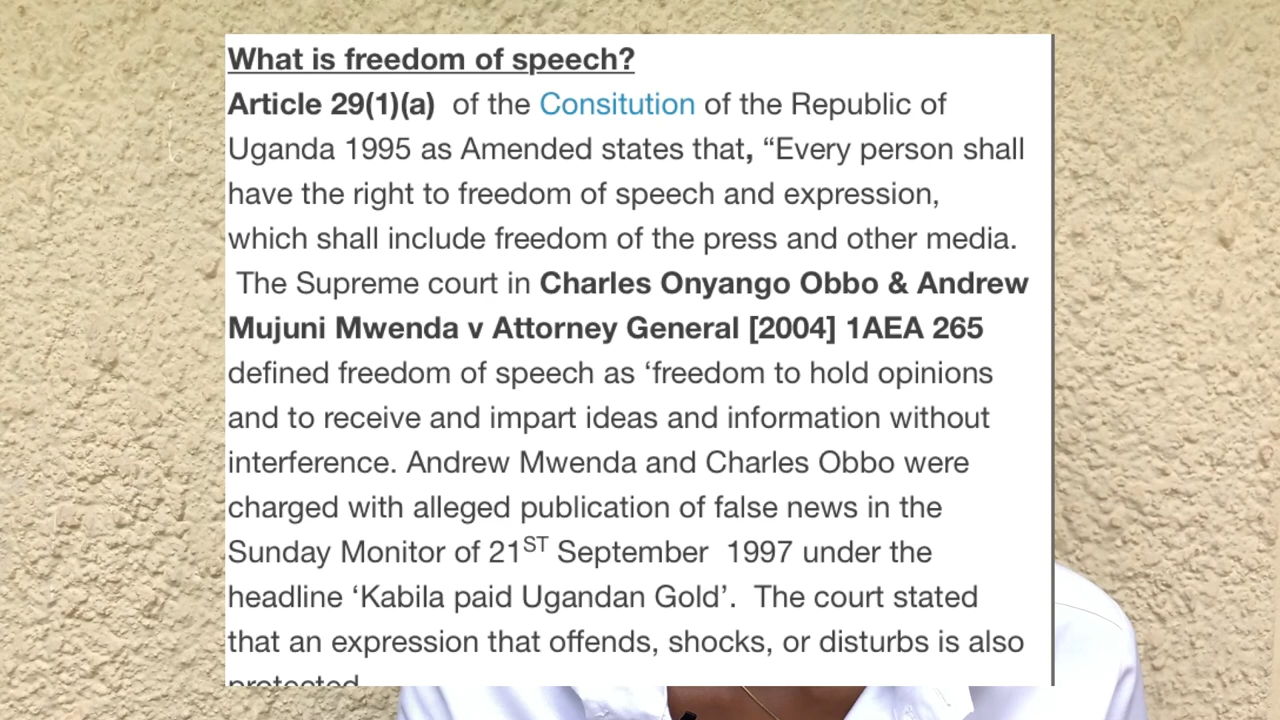 What is freedom of speech?
Article 29(1)(a) of the Consitution of the Republic of
Uganda 1995 as Amended states that, “Every person shall
have the right to freedom of speech and expression,
which shall include freedom of the press and other media.
The Supreme court in Charles Onyango Obbo & Andrew
Mujuni Mwenda v Attorney General [2004] 1AEA 265
defined freedom of speech as ‘freedom to hold opinions
and to receive and impart ideas and information without
interference. Andrew Mwenda and Charles Obbo were
charged with alleged publication of false news in the
Sunday Monitor of 21ST September 1997 under the
headline ‘Kabila paid Ugandan Gold’. The court stated
that an expression that offends, shocks, or disturbs is also
protected